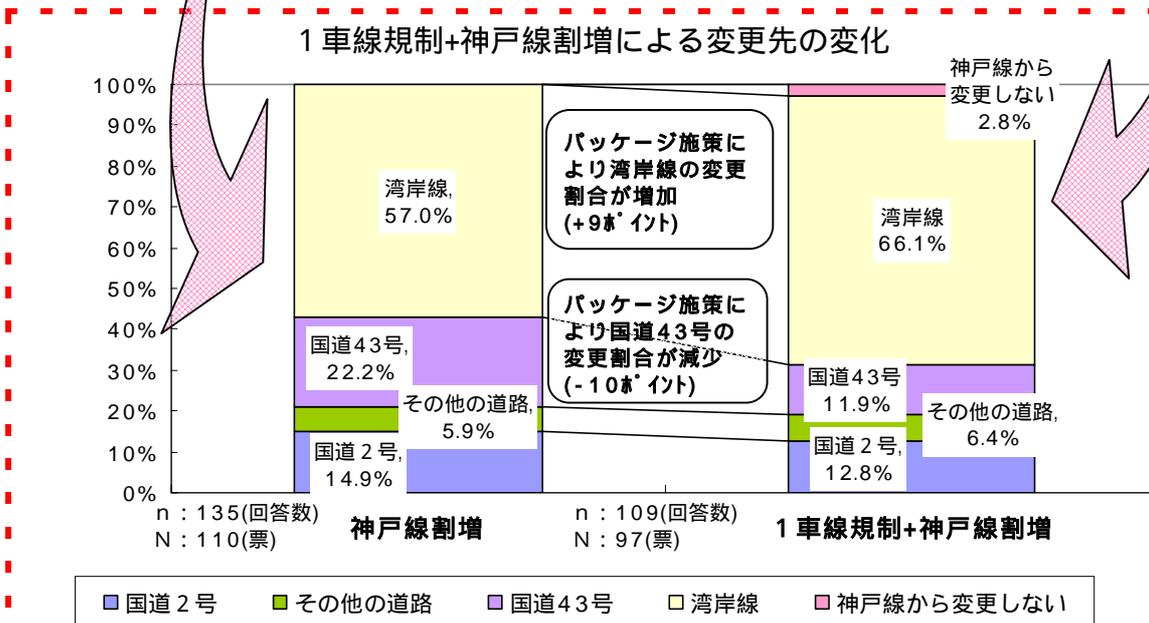 1車線規制+神戸線割増による変更先の変化
100%
90%
80%
70%
60%
50%
40%
30%
20%
10%
0%
湾岸線,
57.0%
国道43号,
22.2%
その他の道路,
5.9%
国道2号,
14.9%
パッケージ施策に
より湾岸線の変更
割合が増加
(+9ポイント)
パッケージ施策に
より国道43号の
変更割合が減少
(-10ポイント)
神戸線から
変更しない
2.8%
湾岸線
66.1%
国道43号
11.9%
その他の道路,
6.4%
国道2号,
12.8%
n:135(回答数)
N:110(票)
神戸線割増
n:109(回答数)
N:97(票)
1車線規制+神戸線割増
国道2号
その他の道路
国道43号
湾岸線
神戸線から変更しない